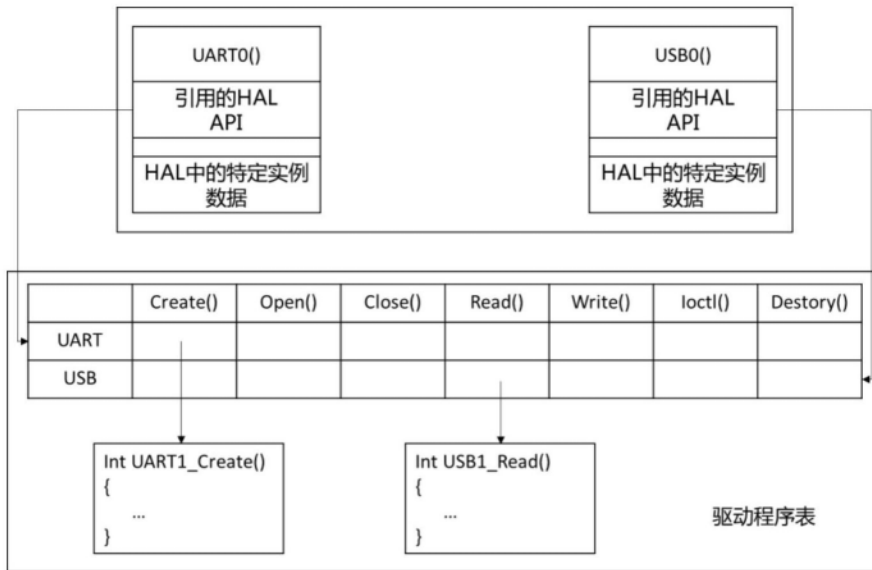 UART0()
引用的HAL
API
HAL中的特定实例
数据
USB0()
引用的HAL
API
HAL中的特定实例
数据
Create() Open() Close() Read() Write() Ioctl() Destory()
UART
USB
Int UART1_Create()
{
...
}
Int USB1_Read()
{
...
}
驱动程序表